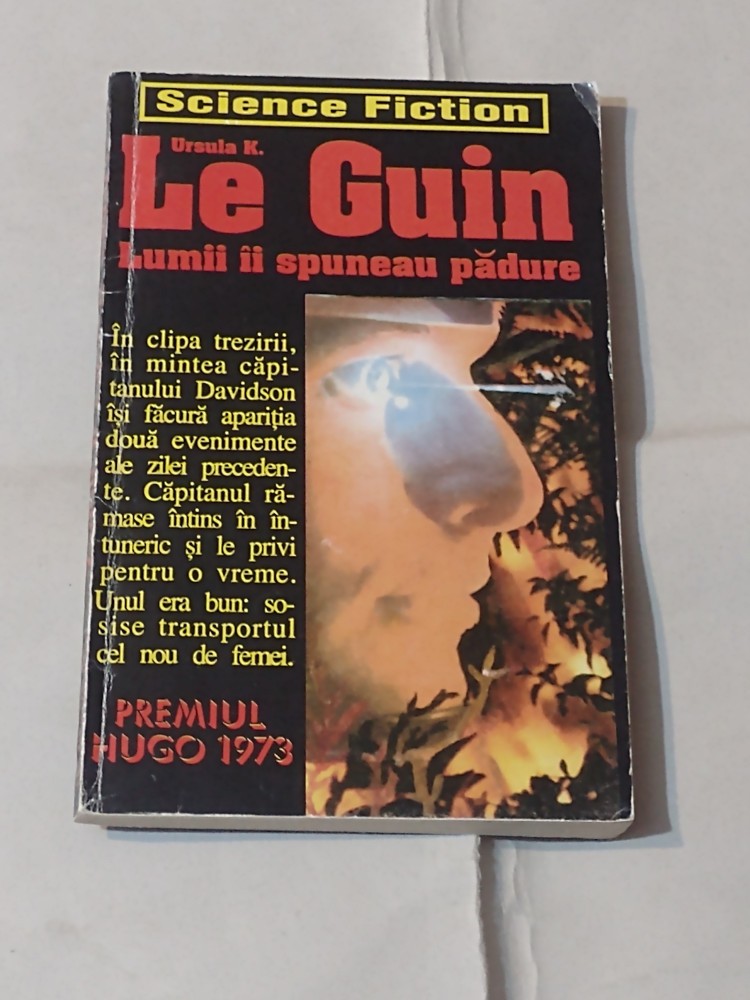 Science Fiction
Ursula K.
Le Guin
Lumii îi spuneau pădure
În clipa trezirii,
în mintea căpi-
tanului Davidson
își făcură apariția
două evenimente
ale zilei preceden-
te. Căpitanul ră-
mase întins în în-
tuneric și le privi
pentru o vreme.
Unul era bun: so-
sise transportul
cel nou de femei.
PREMIUL
HUGO 1973